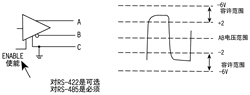 A
B
C
ENABLE
使能
对RS-422是可选
对RS-485是必须
-6V
容许范围
+2
AB电压范围
-2
容许范围
-6V